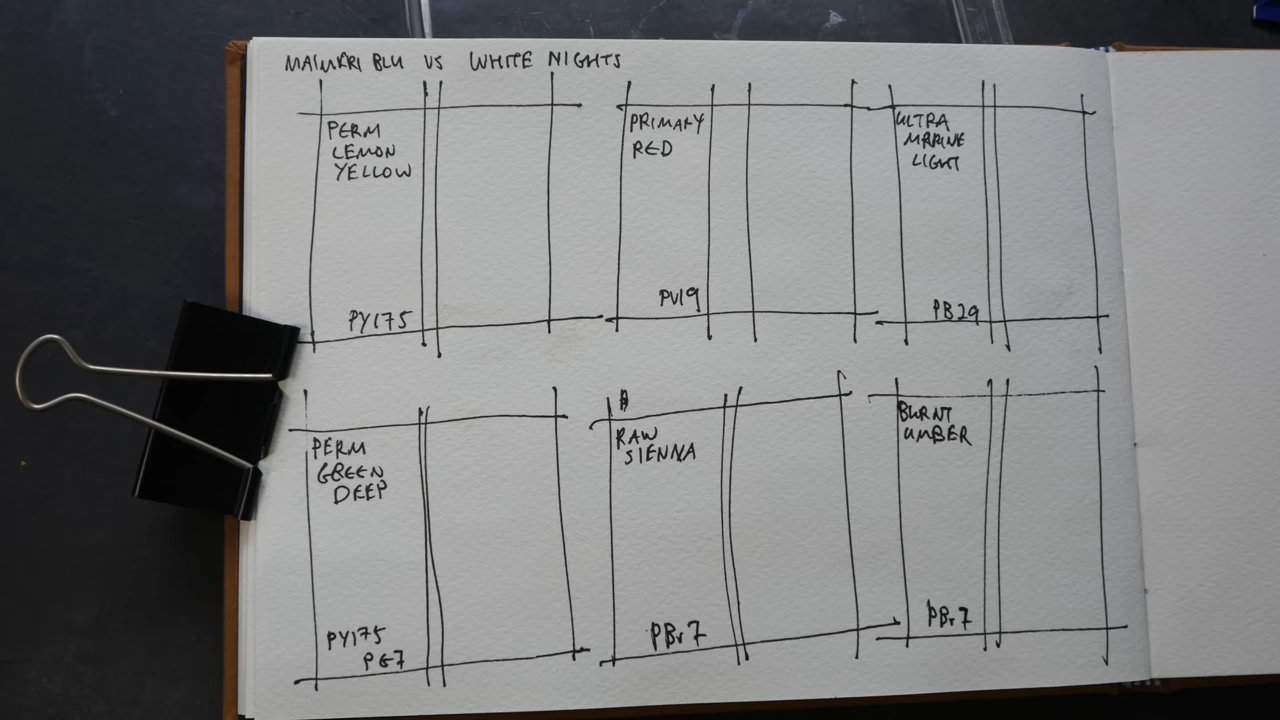 MAIMERI BLU VS WHITE NIGHTS
PERM
LEMON
YELLOW
PY175
PRIMARY
RED
PV19
ULTRA
MARINE
LIGHT
PB29
PERM
GREEN
DEEP
PY175
PG7
RAW
SIENNA
PBr7
BURNT
UMBER
PBr7